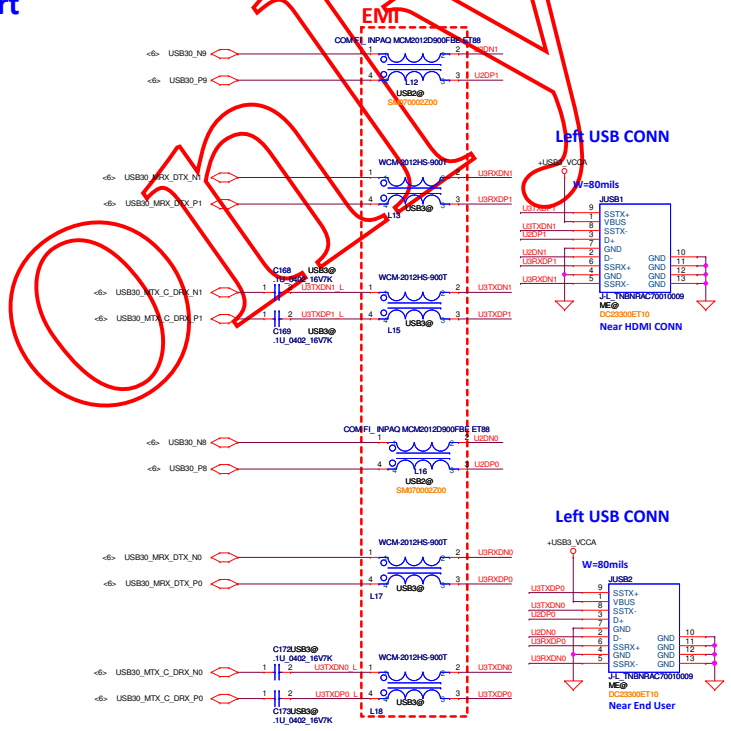 rt
EMI
COM FI_ INPAQ MCM2012D900FBE ET88
<6> USB30_N9 1 2 U2DN1
<6> USB30_P9 4 3 U2DP1
L12
USB2@
SM070002Z00
WCM-2012HS-900T
<6> USB30_MRX_DTX_N1 1 2 U3RXDN1
<6> USB30_MRX_DTX_P1 4 3 U3RXDP1
USB3@
L13
C168 USB3@
.1U_0402_16V7K
WCM-2012HS-900T
<6> USB30_MTX_C_DRX_N1 1 2 U3TXDN1_L 1 2 U3TXDN1
<6> USB30_MTX_C_DRX_P1 1 2 U3TXDP1_L 4 3 U3TXDP1
C169 USB3@
.1U_0402_16V7K
L15 USB3@
Left USB CONN
+USB3_VCCA
W=80mils
JUSB1
U3TXDP1 9 SSTX+
1 VBUS
U3TXDN1 8 SSTX-
U2DP1 3 D+
7 GND
U2DN1 2 D- GND 10
U3RXDP1 6 SSRX+ GND 11
4 GND GND 12
U3RXDN1 5 SSRX- GND 13
J-L_TNBNRAC70010009
ME@
DC23300ET10
Near HDMI CONN
COM FI_ INPAQ MCM2012D900FBE ET88
<6> USB30_N8 1 2 U2DN0
<6> USB30_P8 4 3 U2DP0
L16
USB2@
SM070002Z00
WCM-2012HS-900T
<6> USB30_MRX_DTX_N0 1 2 U3RXDN0
<6> USB30_MRX_DTX_P0 4 3 U3RXDP0
USB3@
L17
C172 USB3@
.1U_0402_16V7K
WCM-2012HS-900T
<6> USB30_MTX_C_DRX_N0 1 2 U3TXDN0_L 1 2 U3TXDN0
<6> USB30_MTX_C_DRX_P0 1 2 U3TXDP0_L 4 3 U3TXDP0
C173 USB3@
.1U_0402_16V7K
L18 USB3@
Left USB CONN
+USB3_VCCA
W=80mils
JUSB2
U3TXDP0 9 SSTX+
1 VBUS
U3TXDN0 8 SSTX-
U2DP0 3 D+
7 GND
U2DN0 2 D- GND 10
U3RXDP0 6 SSRX+ GND 11
4 GND GND 12
U3RXDN0 5 SSRX- GND 13
J-L_TNBNRAC70010009
ME@
DC23300ET10
Near End User